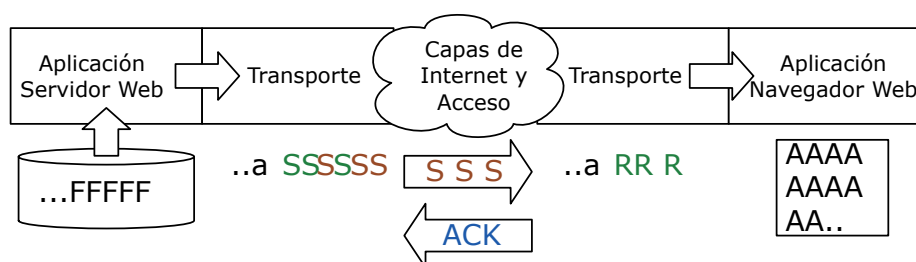 Aplicación
Servidor Web
Transporte
Capas de
Internet y
Acceso
Transporte
Aplicación
Navegador Web
...FFFFF
..a SSSSSS
S S S
..a RR R
ACK
AAAA
AAAA
AA..